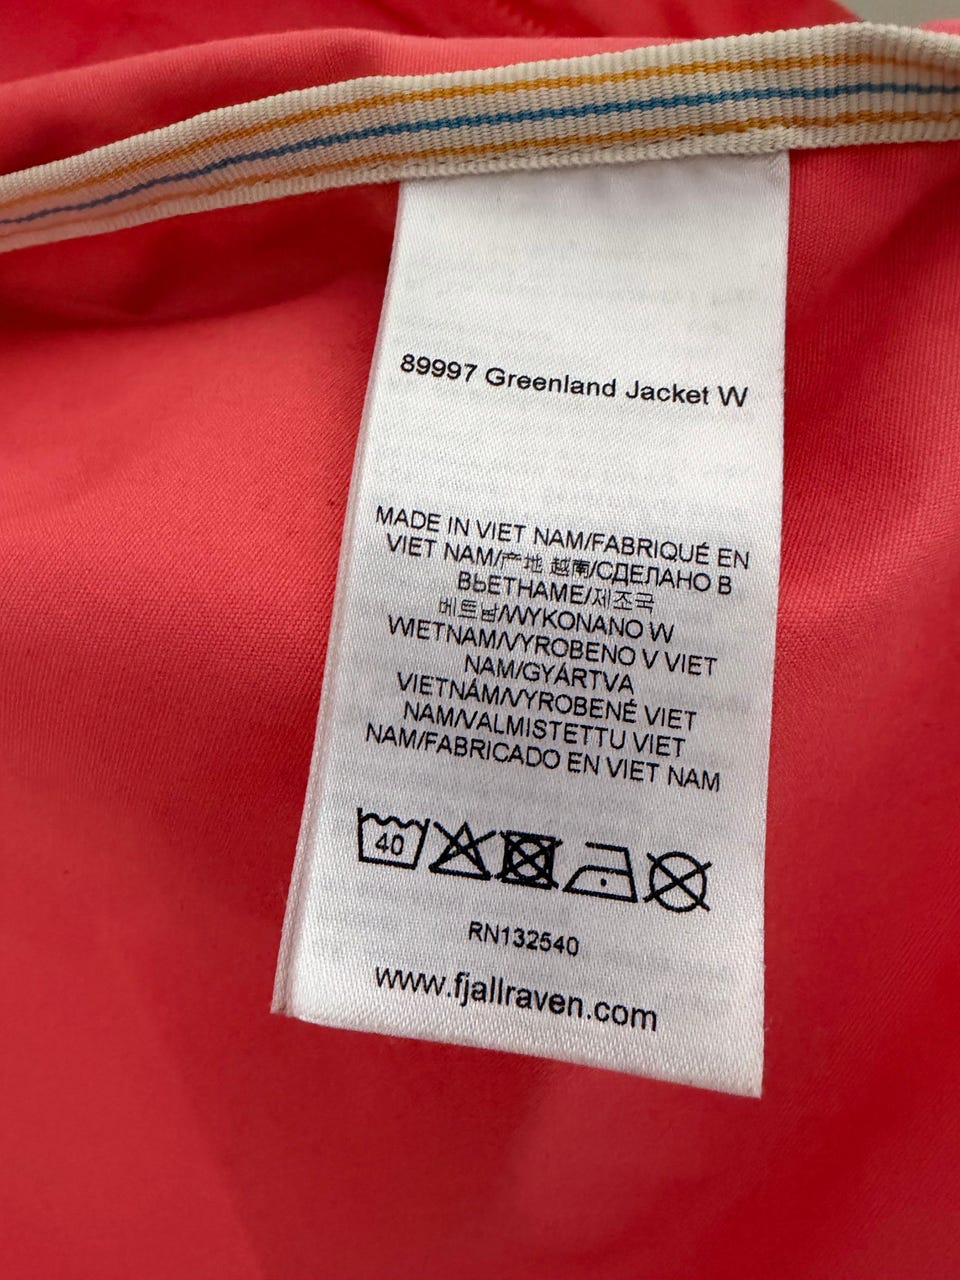 89997 Greenland Jacket W
MADE IN VIET NAM/FABRIQUÉ EN
VIET NAM/产地 越南/СДЕЛАНО В
ВЬЕТНАМЕ/제조국
베트남/WYKONANO W
WIETNAM/VYROBENO V VIET
NAM/GYÁRTVA
VIETNÁM/VYROBENÉ VIET
NAM/VALMISTETTU VIET
NAM/FABRICADO EN VIET NAM
40
RN132540
www.fjallraven.com